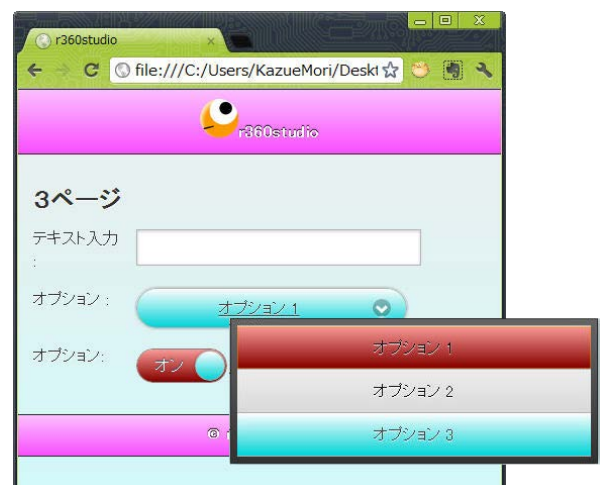 r360studio
file:///C:/Users/KazueMori/Deskt
r360studio
3ページ
テキスト入力
:
オプション :
オプション 1
オプション:
オン
オプション 1
オプション 2
オプション 3
©